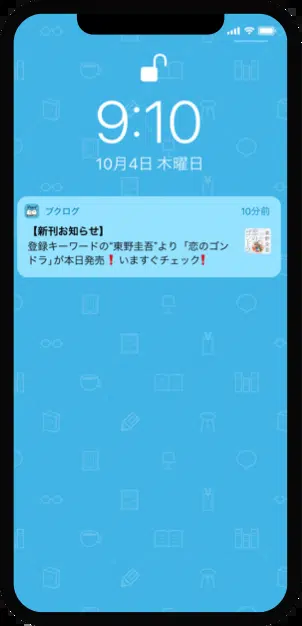 9:10
10月4日 木曜日
ブクログ 10分前
【新刊お知らせ】
登録キーワードの“東野圭吾”より「恋のゴン
ドラ」が本日発売❗いますぐチェック❗